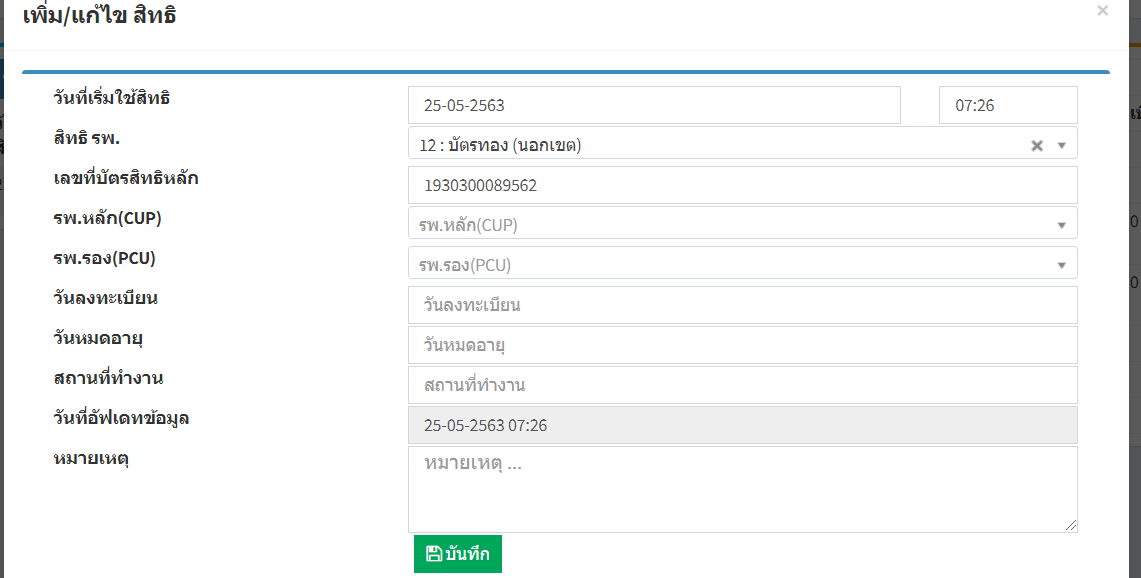 เพิ่ม/แก้ไข สิทธิ
×
วันที่เริ่มใช้สิทธิ
25-05-2563
07:26
สิทธิ รพ.
12 : บัตรทอง (นอกเขต)
เลขที่บัตรสิทธิหลัก
1930300089562
รพ.หลัก(CUP)
รพ.หลัก(CUP)
รพ.รอง(PCU)
รพ.รอง(PCU)
วันลงทะเบียน
วันลงทะเบียน
วันหมดอายุ
วันหมดอายุ
สถานที่ทำงาน
สถานที่ทำงาน
วันที่อัฟเดทข้อมูล
25-05-2563 07:26
หมายเหตุ
หมายเหตุ ...
บันทึก